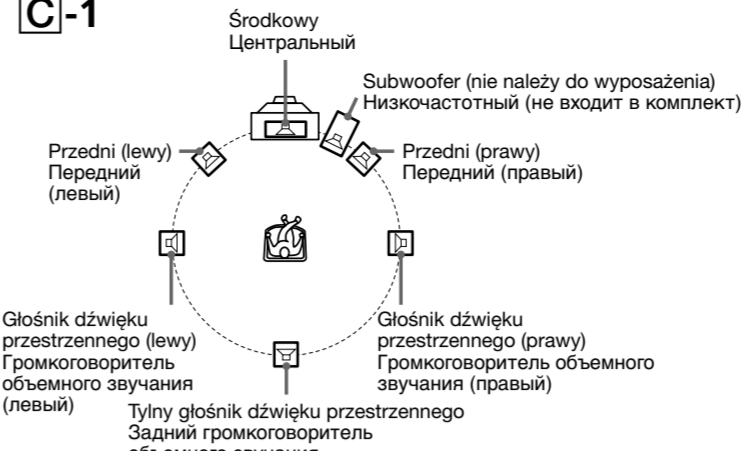 C-1
Środkowy
Центральный
Subwoofer (nie należy do wyposażenia)
Низкочастотный (не входит в комплект)
Przedni (lewy)
Передний
(левый)
Przedni (prawy)
Передний (правый)
Głośnik dźwięku
przestrzennego (lewy)
Громкоговоритель
объемного звучания
(левый)
Głośnik dźwięku
przestrzennego (prawy)
Громкоговоритель объемного
звучания (правый)
Tylny głośnik dźwięku przestrzennego
Задний громкоговоритель
объемного звучания